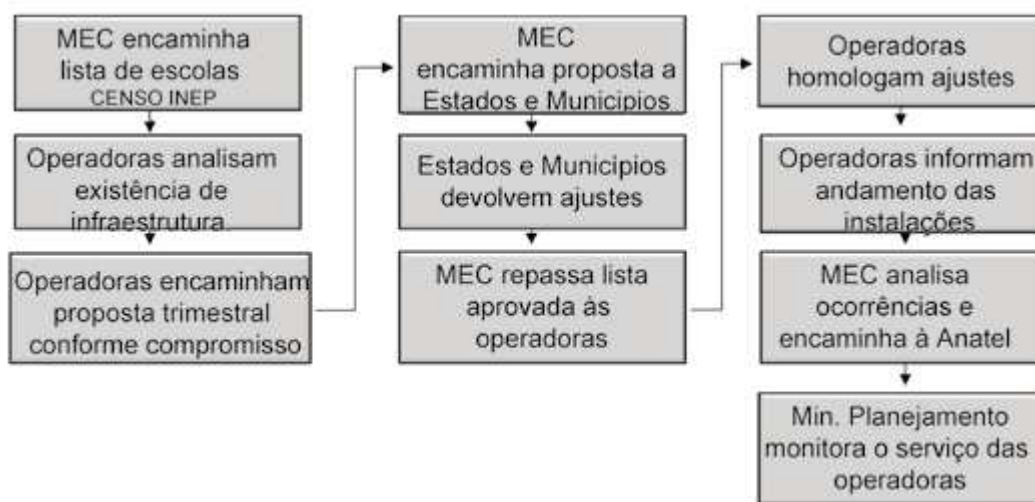 MEC encaminha
lista de escolas
CENSO INEP
Operadoras analisam
existência de
infraestrutura.
Operadoras encaminham
proposta trimestral
conforme compromisso
MEC
encaminha proposta a
Estados e Municipios
Estados e Municipios
devolvem ajustes
MEC repassa lista
aprovada às
operadoras
Operadoras
homologam ajustes
Operadoras informam
andamento das
instalações
MEC analisa
ocorrências e
encaminha à Anatel
Min. Planejamento
monitora o serviço das
operadoras